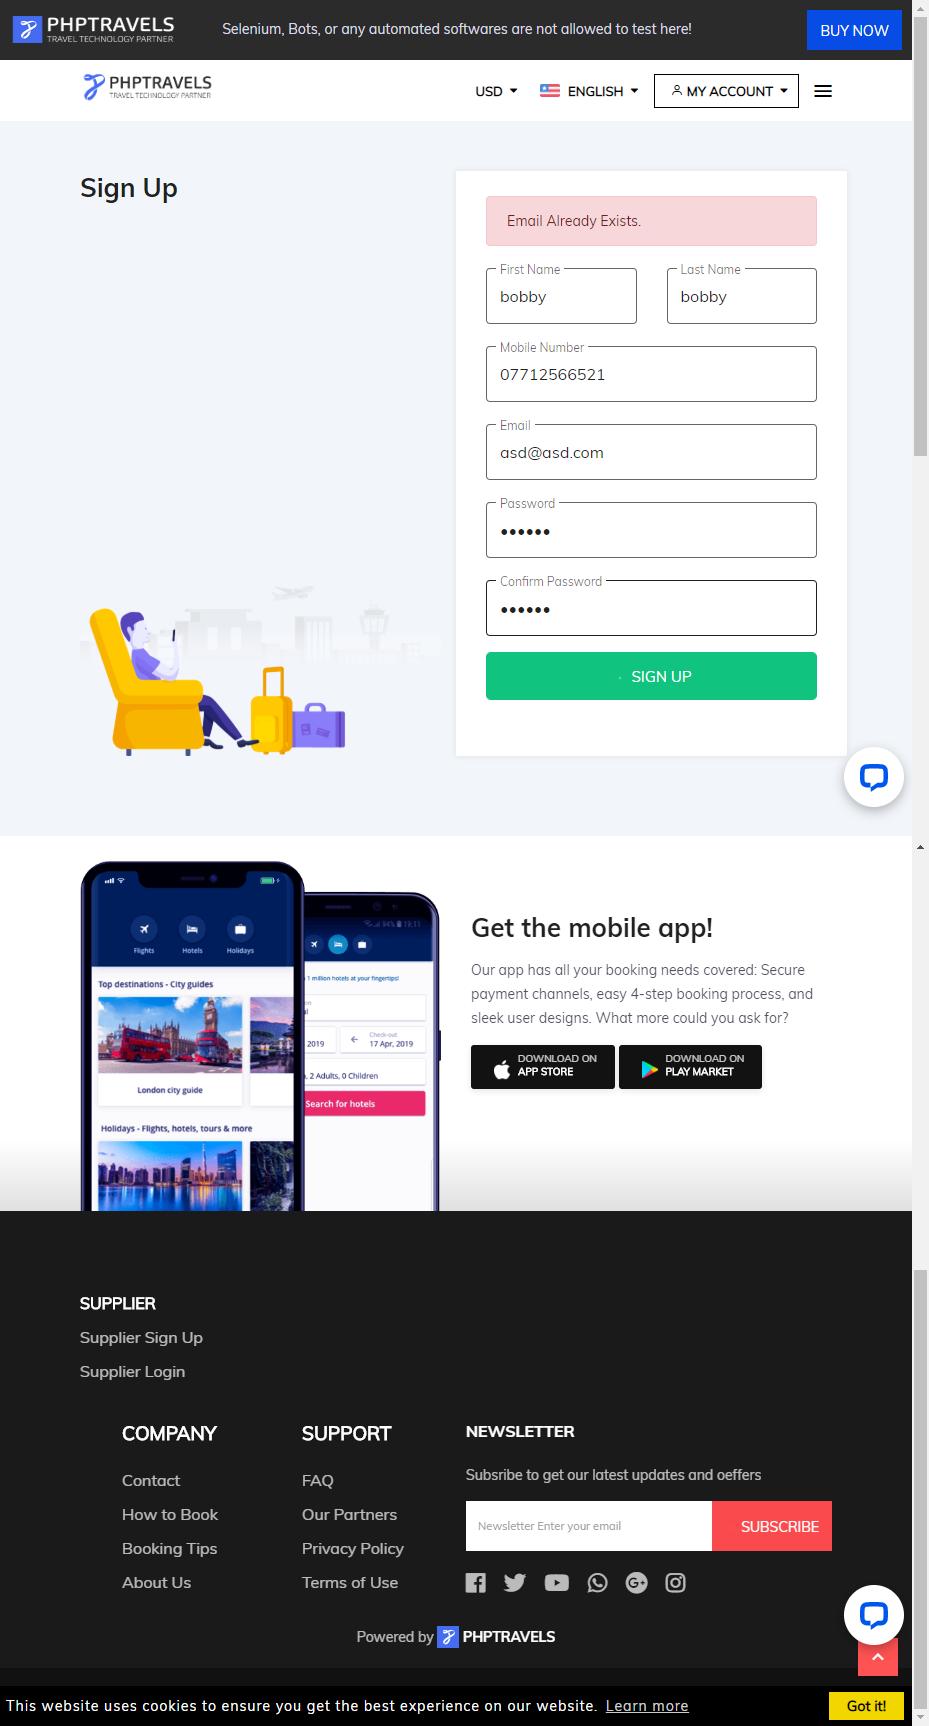 PHPTRAVELS
TRAVEL TECHNOLOGY PARTNER
Selenium, Bots, or any automated softwares are not allowed to test here!
BUY NOW
PHPTRAVELS
TRAVEL TECHNOLOGY PARTNER
USD
ENGLISH
MY ACCOUNT
Sign Up
Email Already Exists.
First Name
bobby
Last Name
bobby
Mobile Number
07712566521
Email
asd@asd.com
Password
••••••
Confirm Password
••••••
SIGN UP
Flights
Hotels
Holidays
Top destinations - City guides
London city guide
Holidays - Flights, hotels, tours & more
84% 19:11
1 million hotels at your fingertips!
2019
Check-out
17 Apr, 2019
2 Adults, 0 Children
Search for hotels
Get the mobile app!
Our app has all your booking needs covered: Secure
payment channels, easy 4-step booking process, and
sleek user designs. What more could you ask for?
DOWNLOAD ON
APP STORE
DOWNLOAD ON
PLAY MARKET
SUPPLIER
Supplier Sign Up
Supplier Login
COMPANY
Contact
How to Book
Booking Tips
About Us
SUPPORT
FAQ
Our Partners
Privacy Policy
Terms of Use
NEWSLETTER
Subsribe to get our latest updates and oeffers
Newsletter Enter your email
SUBSCRIBE
Powered by PHPTRAVELS
This website uses cookies to ensure you get the best experience on our website. Learn more
Got it!